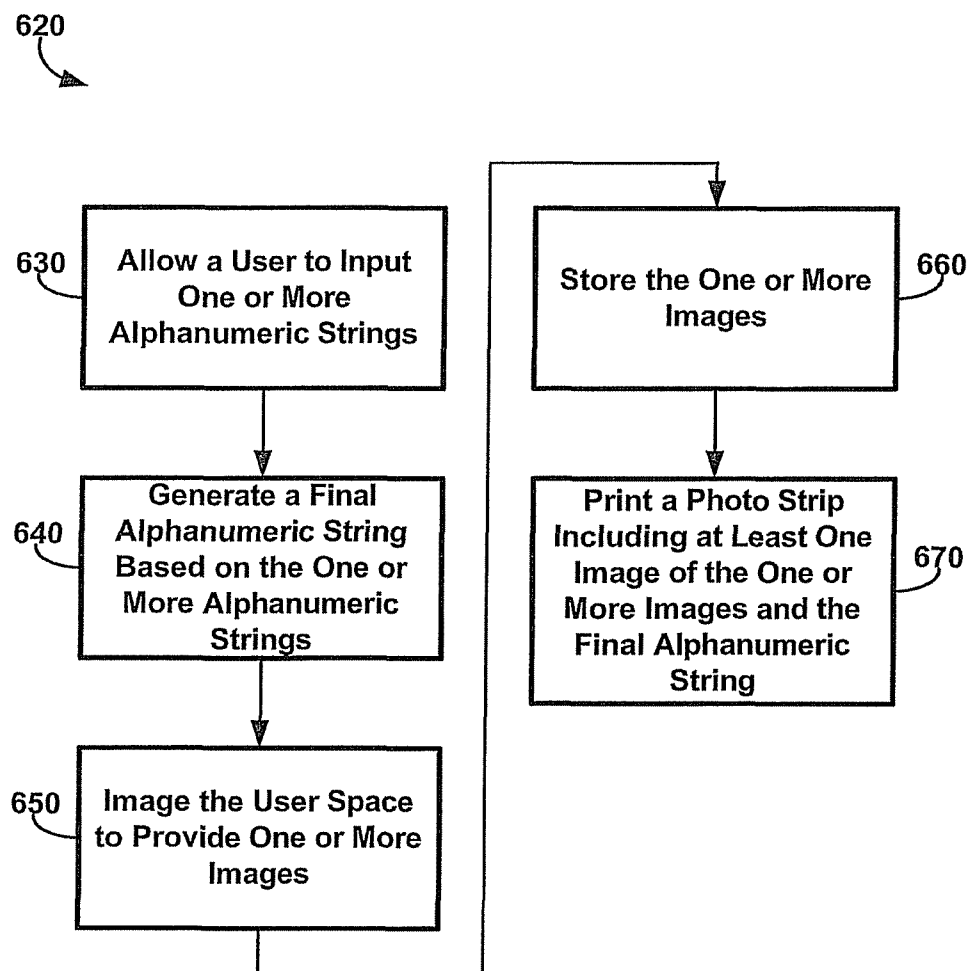 620
630
Allow a User to Input
One or More
Alphanumeric Strings
640
Generate a Final
Alphanumeric String
Based on the One or
More Alphanumeric
Strings
650
Image the User Space
to Provide One or More
Images
660
Store the One or More
Images
670
Print a Photo Strip
Including at Least One
Image of the One or
More Images and the
Final Alphanumeric
String